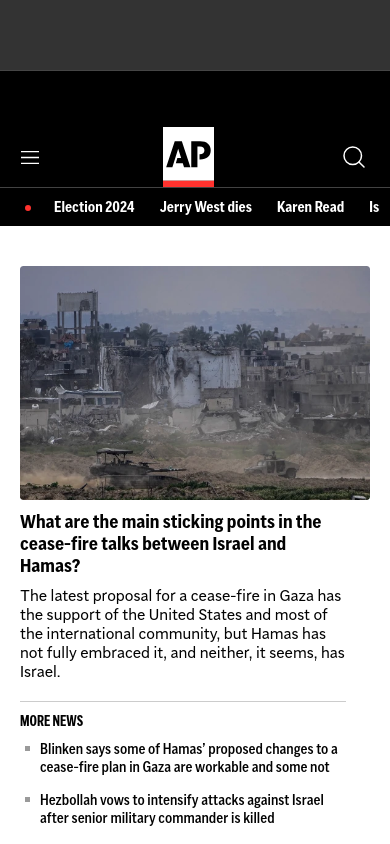 AP
Election 2024 Jerry West dies Karen Read Is
What are the main sticking points in the
cease-fire talks between Israel and
Hamas?
The latest proposal for a cease-fire in Gaza has
the support of the United States and most of
the international community, but Hamas has
not fully embraced it, and neither, it seems, has
Israel.
MORE NEWS
Blinken says some of Hamas’ proposed changes to a
cease-fire plan in Gaza are workable and some not
Hezbollah vows to intensify attacks against Israel
after senior military commander is killed